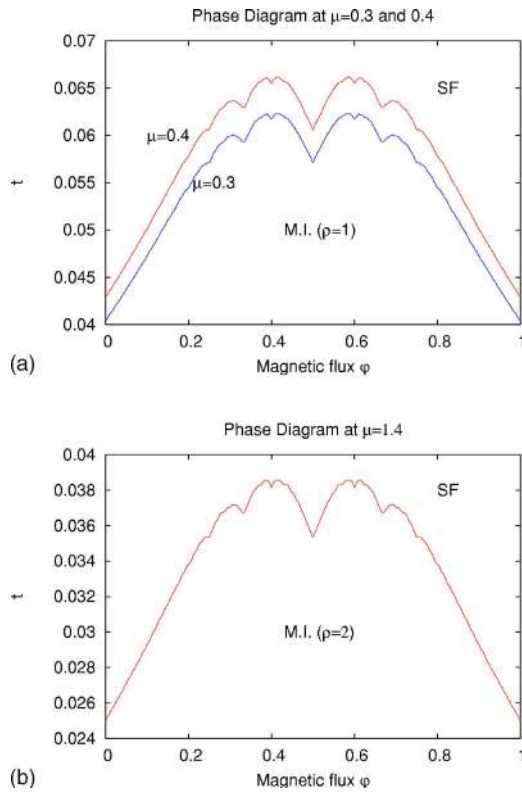 Phase Diagram at μ=0.3 and 0.4
0.07
0.065
0.06
0.055
0.05
0.045
0.04
t
SF
μ=0.4
μ=0.3
M.I. (ρ=1)
0 0.2 0.4 0.6 0.8 1
(a)
Magnetic flux φ
Phase Diagram at μ=1.4
0.04
0.038
0.036
0.034
0.032
0.03
0.028
0.026
0.024
t
SF
M.I. (ρ=2)
0 0.2 0.4 0.6 0.8 1
(b)
Magnetic flux φ